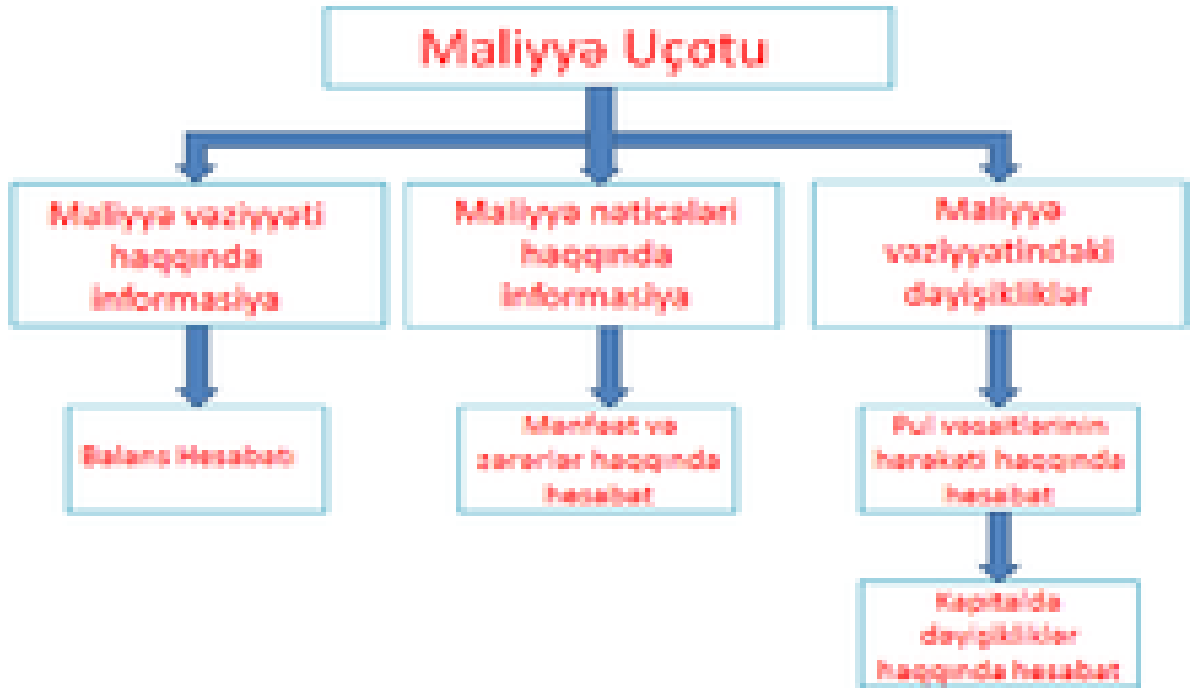 Maliyyə Uçotu
Maliyyə vəziyyəti
haqqında
informasiya
Maliyyə nəticələri
haqqında
informasiya
Maliyyə
vəziyyətindəki
dəyişikliklər
Balans Hesabatı
Mənfəət və
zərərlər haqqında
hesabat
Pul vəsaitlərinin
hərəkəti haqqında
hesabat
Kapitalda
dəyişikliklər
haqqında hesabat